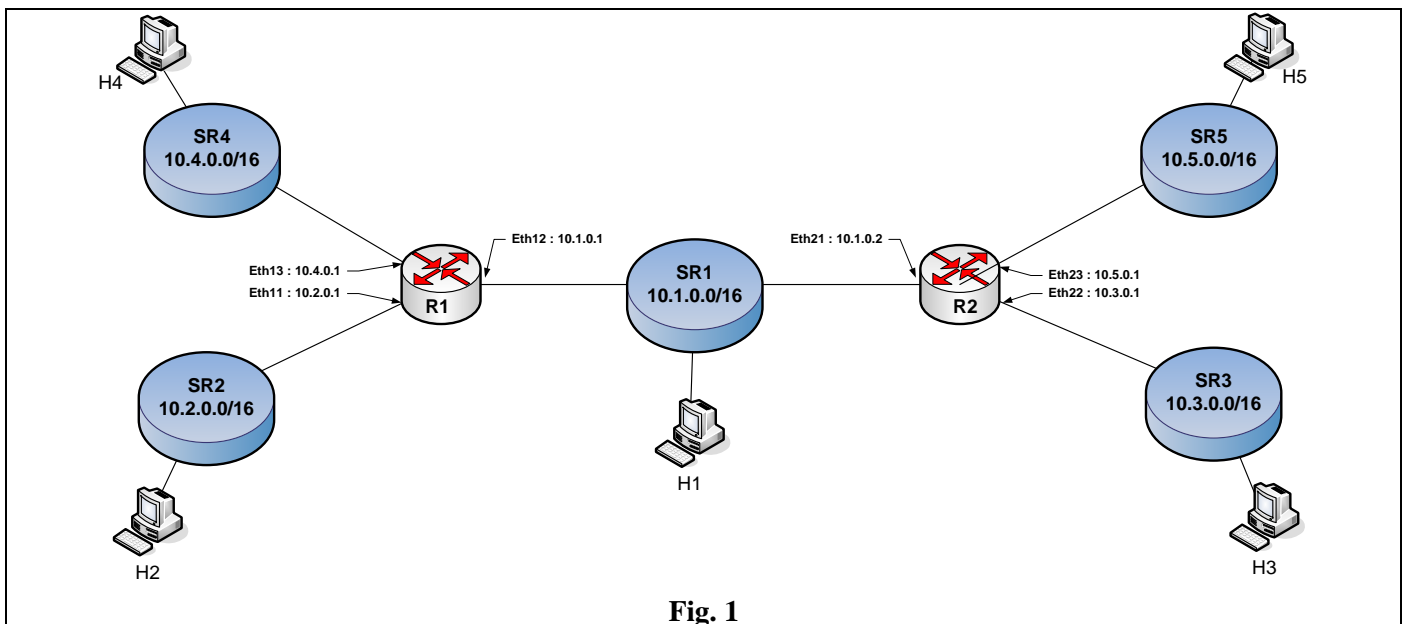 H4
H5
SR4
10.4.0.0/16
SR5
10.5.0.0/16
Eth12 : 10.1.0.1
Eth21 : 10.1.0.2
Eth13 : 10.4.0.1
Eth11 : 10.2.0.1
R1
SR1
10.1.0.0/16
R2
Eth23 : 10.5.0.1
Eth22 : 10.3.0.1
SR2
10.2.0.0/16
SR3
10.3.0.0/16
H1
H2
H3
Fig. 1